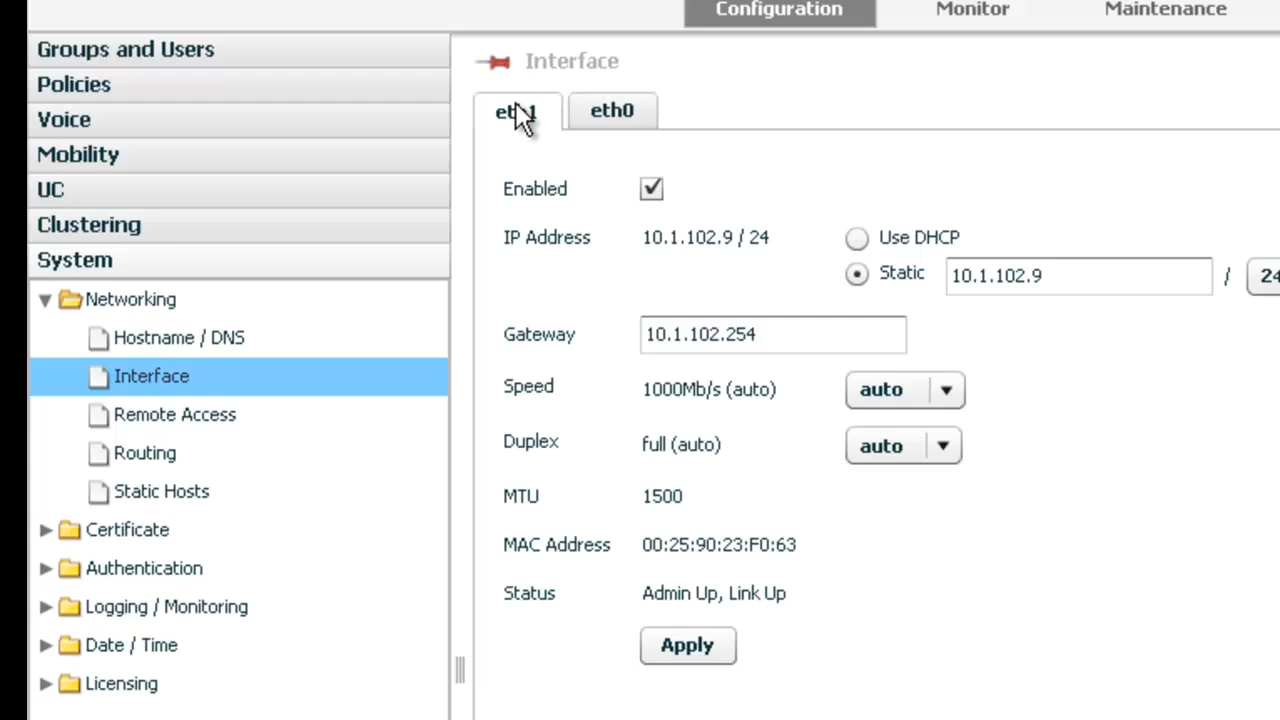 Configuration Monitor Maintenance
Groups and Users
Policies
Voice
Mobility
UC
Clustering
System
Networking
Hostname / DNS
Interface
Remote Access
Routing
Static Hosts
Certificate
Authentication
Logging / Monitoring
Date / Time
Licensing
Interface
eth1 eth0
Enabled
IP Address 10.1.102.9 / 24 Use DHCP
Static 10.1.102.9 / 24
Gateway 10.1.102.254
Speed 1000Mb/s (auto) auto
Duplex full (auto) auto
MTU 1500
MAC Address 00:25:90:23:F0:63
Status Admin Up, Link Up
Apply